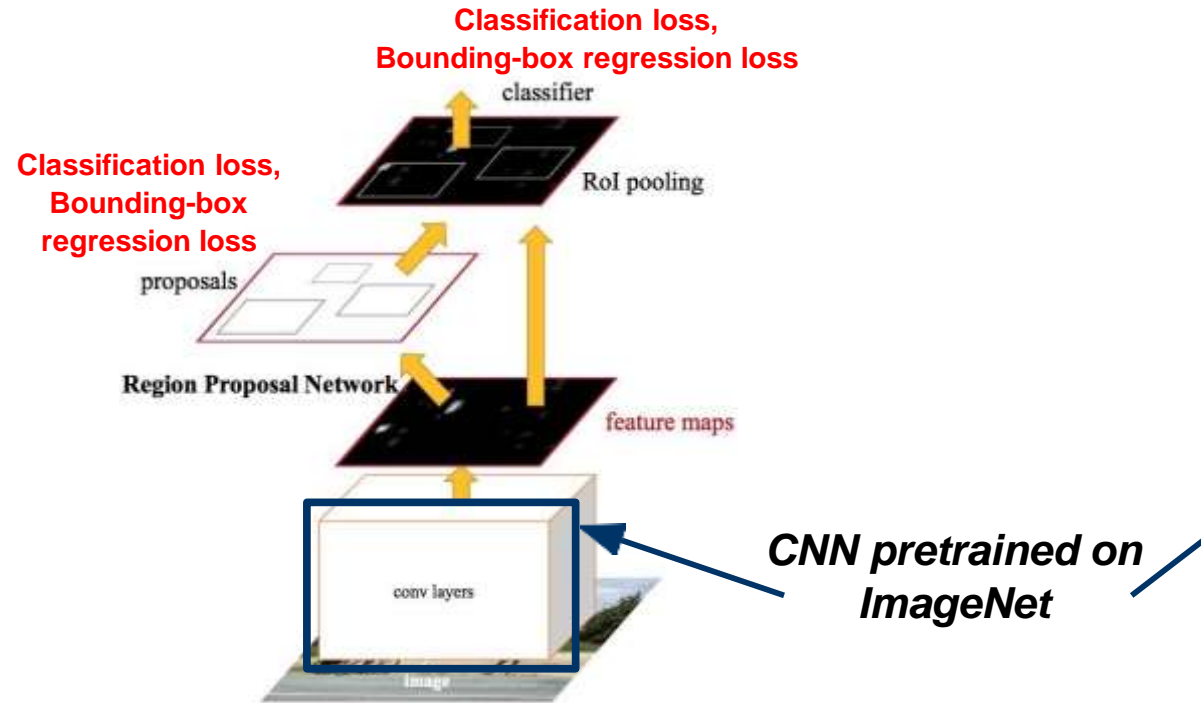 Classification loss,
Bounding-box regression loss
classifier
Classification loss,
Bounding-box
regression loss
RoI pooling
proposals
Region Proposal Network
feature maps
CNN pretrained on
ImageNet
conv layers
image